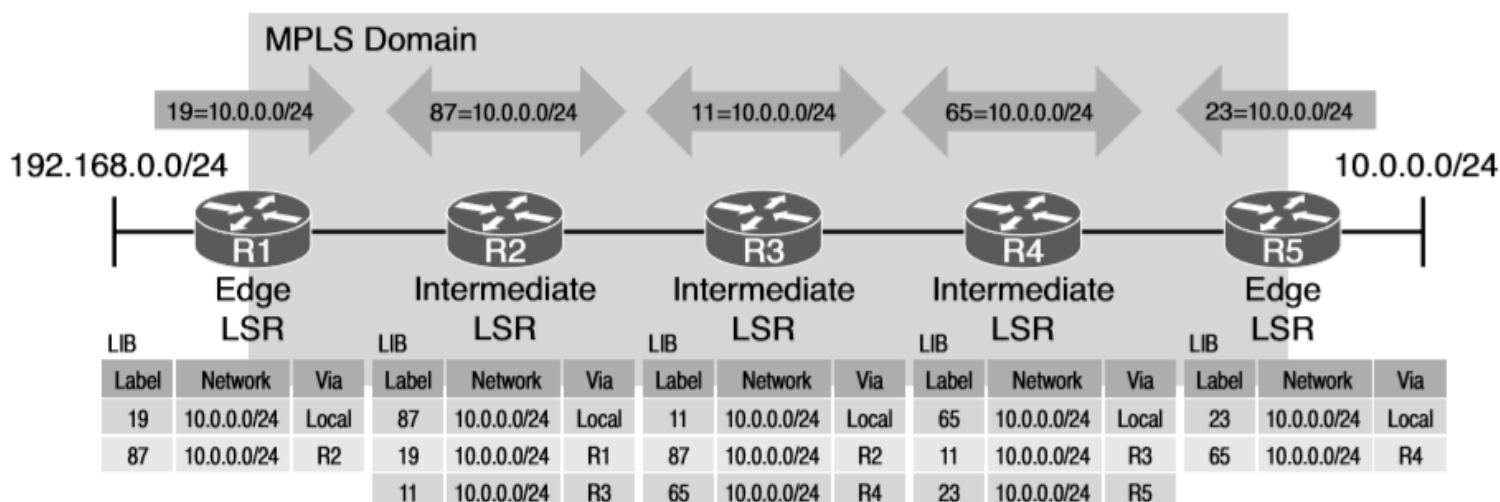 MPLS Domain
19=10.0.0.0/24 87=10.0.0.0/24 11=10.0.0.0/24 65=10.0.0.0/24 23=10.0.0.0/24
192.168.0.0/24 10.0.0.0/24
R1 R2 R3 R4 R5
Edge Intermediate Intermediate Intermediate Edge
LSR LSR LSR LSR LSR
LIB LIB LIB LIB LIB
Label Network Via Label Network Via Label Network Via Label Network Via Label Network Via
19 10.0.0.0/24 Local 87 10.0.0.0/24 Local 11 10.0.0.0/24 Local 65 10.0.0.0/24 Local 23 10.0.0.0/24 Local
87 10.0.0.0/24 R2 19 10.0.0.0/24 R1 87 10.0.0.0/24 R2 11 10.0.0.0/24 R3 65 10.0.0.0/24 R4
11 10.0.0.0/24 R3 65 10.0.0.0/24 R4 23 10.0.0.0/24 R5